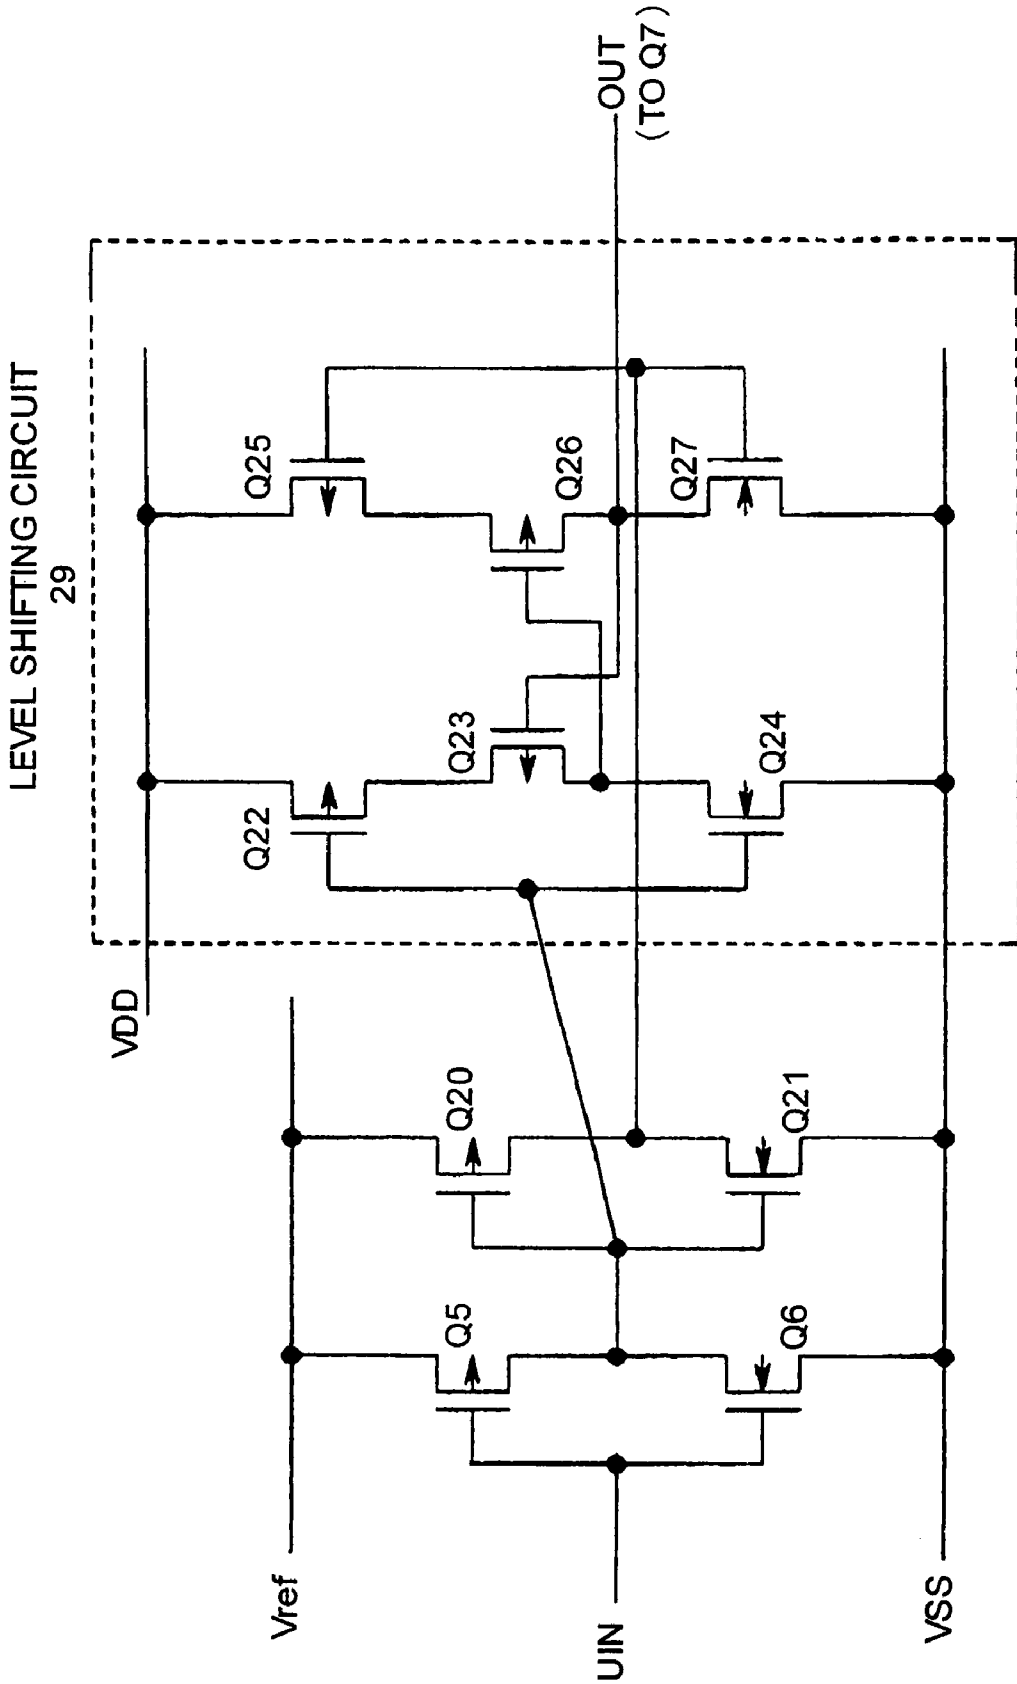 LEVEL SHIFTING CIRCUIT
29
VDD
Vref
UIN
VSS
Q5
Q6
Q20
Q21
Q22
Q23
Q24
Q25
Q26
Q27
OUT
(TO Q7)